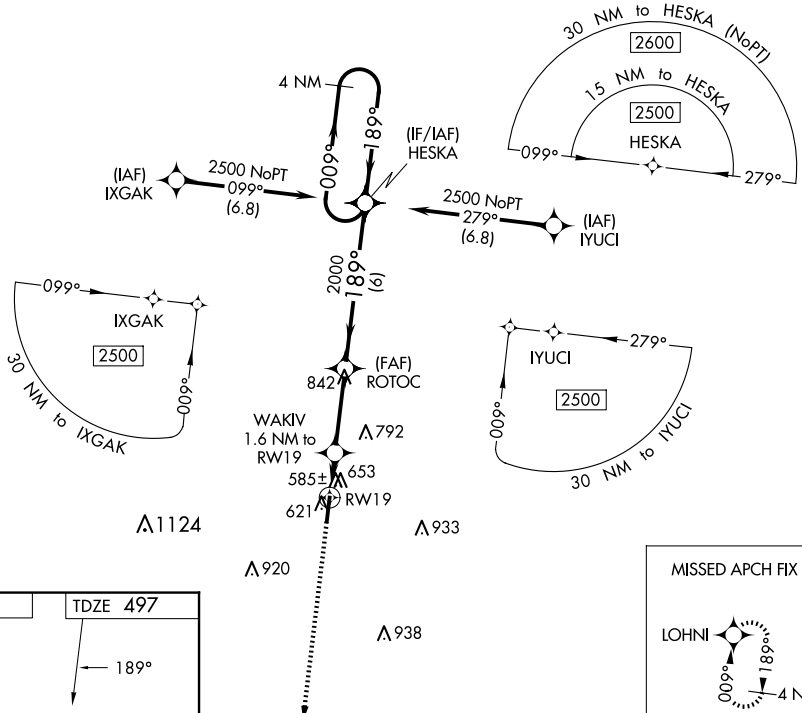 30 NM to HESKA (NoPT)
2600
15 NM to HESKA
2500
HESKA
099°
279°
4 NM
009°
189°
(IF/IAF)
HESKA
(IAF)
IXGAK
2500 NoPT
099°
(6.8)
2500 NoPT
279°
(6.8)
(IAF)
IYUCI
2000
189°
(6)
099°
IXGAK
2500
009°
30 NM to IXGAK
279°
IYUCI
2500
009°
30 NM to IYUCI
(FAF)
ROTOC
842
WAKIV
1.6 NM to
RW19
792
585±
653
621
RW19
1124
933
920
938
TDZE 497
189°
MISSED APCH FIX
LOHNI
009°
189°
4 N